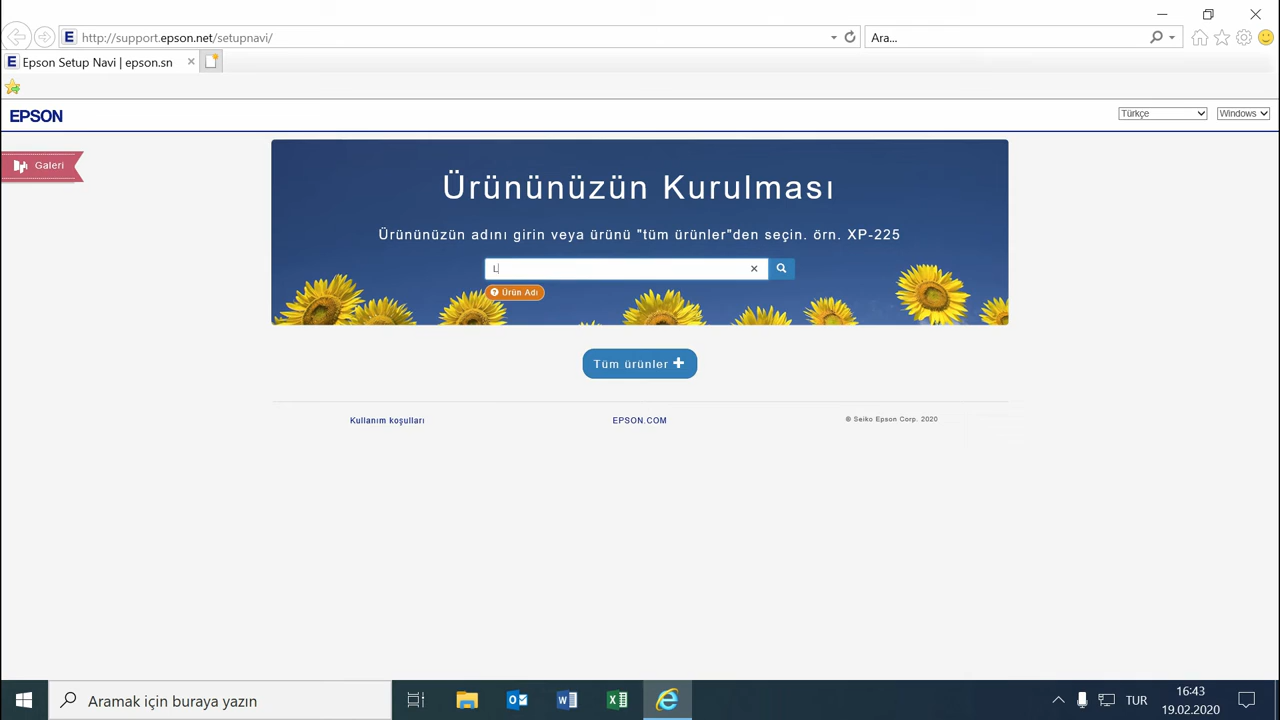 http://support.epson.net/setupnavi/
Ara...
Epson Setup Navi | epson.sn
EPSON
Türkçe
Windows
Galeri
Ürününüzün Kurulması
Ürününüzün adını girin veya ürünü "tüm ürünler"den seçin. örn. XP-225
L
Ürün Adı
Tüm ürünler
Kullanım koşulları
EPSON.COM
© Seiko Epson Corp. 2020
Aramak için buraya yazın
TUR
16:43
19.02.2020